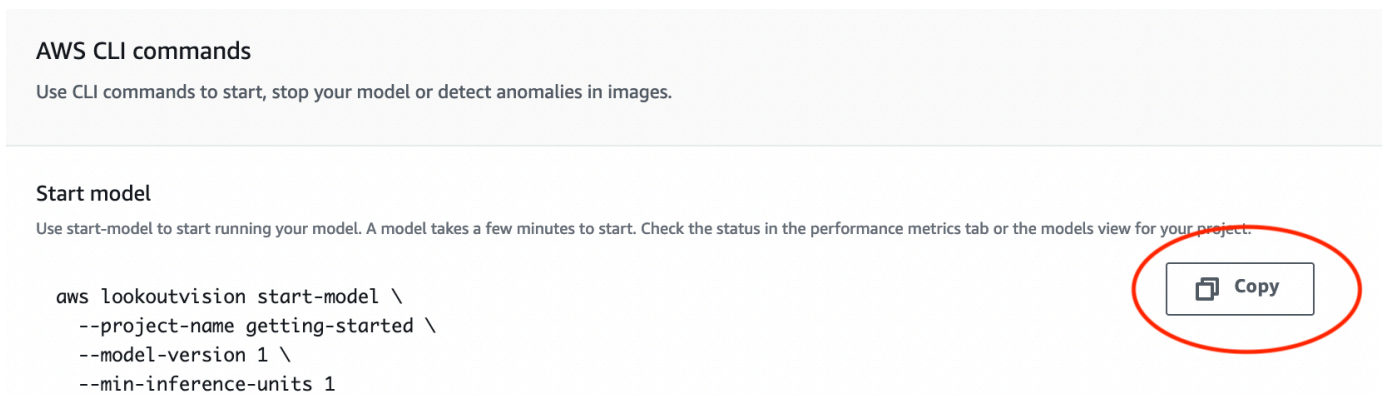 AWS CLI commands
Use CLI commands to start, stop your model or detect anomalies in images.
Start model
Use start-model to start running your model. A model takes a few minutes to start. Check the status in the performance metrics tab or the models view for your project.
Copy
aws lookoutvision start-model \
--project-name getting-started \
--model-version 1 \
--min-inference-units 1